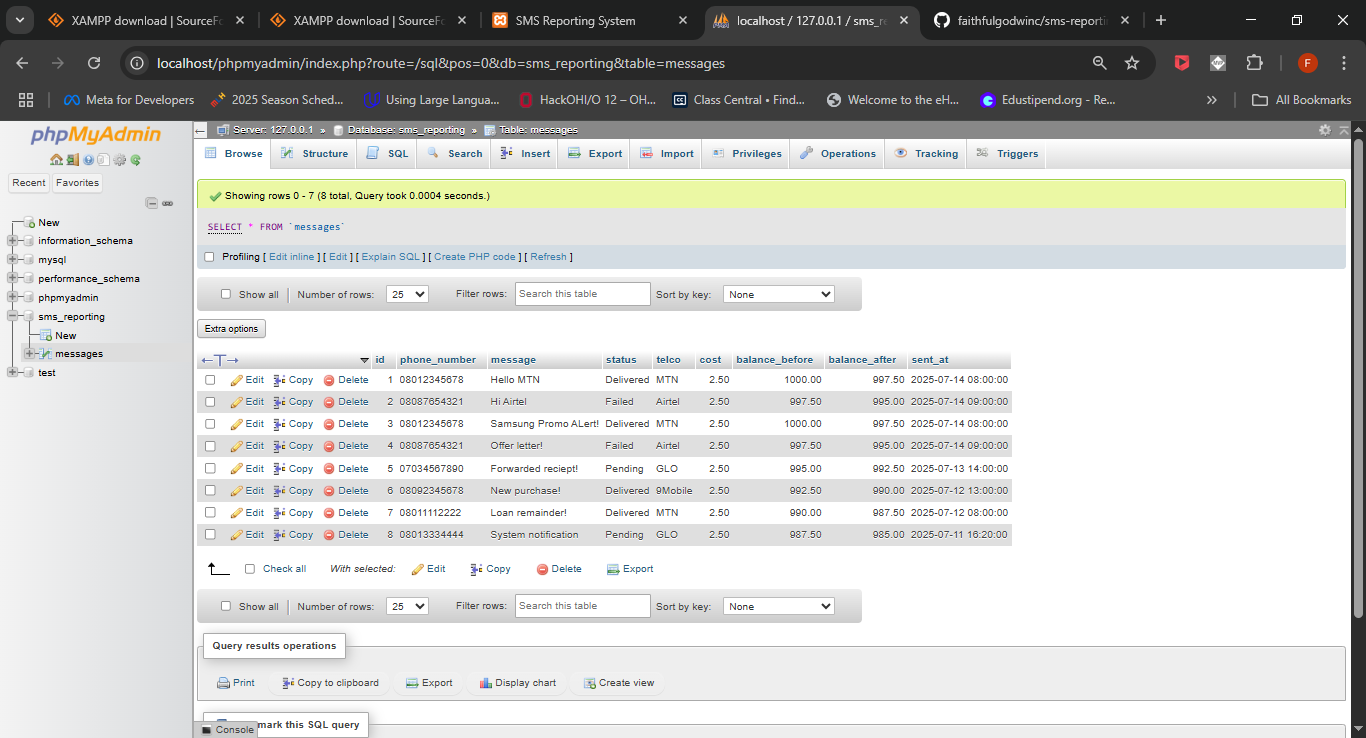 XAMPP download | SourceFo
XAMPP download | SourceFo
SMS Reporting System
localhost / 127.0.0.1 / sms_re
faithfulgodwinc/sms-reportin
localhost/phpmyadmin/index.php?route=/sql&pos=0&db=sms_reporting&table=messages
F
Meta for Developers
2025 Season Sched...
Using Large Langua...
HackOHI/O 12 – OH...
Class Central • Find...
Welcome to the eH...
Edustipend.org - Re...
All Bookmarks
phpMyAdmin
Recent
Favorites
New
information_schema
mysql
performance_schema
phpmyadmin
sms_reporting
New
messages
test
Server: 127.0.0.1 » Database: sms_reporting » Table: messages
Browse Structure SQL Search Insert Export Import Privileges Operations Tracking Triggers
Showing rows 0 - 7 (8 total, Query took 0.0004 seconds.)
SELECT * FROM `messages`
Profiling [ Edit inline ] [ Edit ] [ Explain SQL ] [ Create PHP code ] [ Refresh ]
Show all | Number of rows: 25 Filter rows: Search this table Sort by key: None
Extra options
←T→ id phone_number message status telco cost balance_before balance_after sent_at
Edit Copy Delete 1 08012345678 Hello MTN Delivered MTN 2.50 1000.00 997.50 2025-07-14 08:00:00
Edit Copy Delete 2 08087654321 Hi Airtel Failed Airtel 2.50 997.50 995.00 2025-07-14 09:00:00
Edit Copy Delete 3 08012345678 Samsung Promo ALert! Delivered MTN 2.50 1000.00 997.50 2025-07-14 08:00:00
Edit Copy Delete 4 08087654321 Offer letter! Failed Airtel 2.50 997.50 995.00 2025-07-14 09:00:00
Edit Copy Delete 5 07034567890 Forwarded reciept! Pending GLO 2.50 995.00 992.50 2025-07-13 14:00:00
Edit Copy Delete 6 08092345678 New purchase! Delivered 9Mobile 2.50 992.50 990.00 2025-07-12 13:00:00
Edit Copy Delete 7 08011112222 Loan remainder! Delivered MTN 2.50 990.00 987.50 2025-07-12 08:00:00
Edit Copy Delete 8 08013334444 System notification Pending GLO 2.50 987.50 985.00 2025-07-11 16:20:00
Check all With selected: Edit Copy Delete Export
Show all | Number of rows: 25 Filter rows: Search this table Sort by key: None
Query results operations
Print Copy to clipboard Export Display chart Create view
mark this SQL query
Console